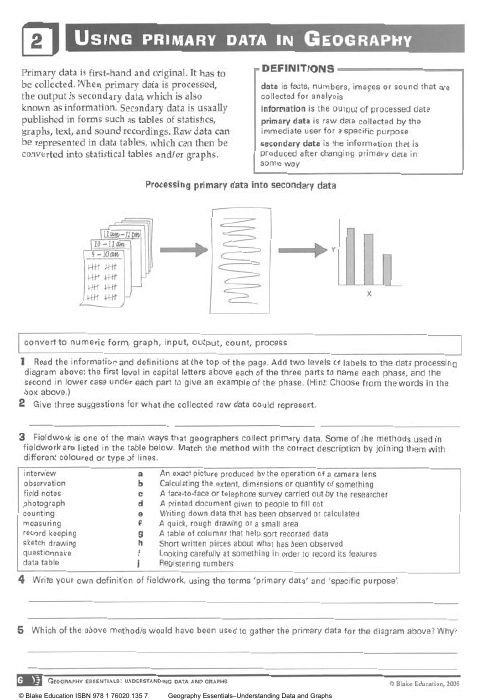 2 USING PRIMARY DATA IN GEOGRAPHY
Primary data is first-hand and original. It has to
be collected. When primary data is processed,
the output is secondary data, which is also
known as information. Secondary data is usually
published in forms such as tables of statistics,
graphs, text, and sound recordings. Raw data can
be represented in data tables, which can then be
converted into statistical tables and/or graphs.
DEFINITIONS
data is facts, numbers, images or sound that are
collected for analysis
information is the output of processed data
primary data is raw data collected by the
immediate user for a specific purpose
secondary data is the information that is
produced after changing primary data in
some way
Processing primary data into secondary data
11 am – 12 pm
10 – 11 am
9 – 10 am
Y
X
convert to numeric form, graph, input, output, count, process
1 Read the information and definitions at the top of the page. Add two levels of labels to the data processing
diagram above: the first level in capital letters above each of the three parts to name each phase, and the
second in lower case under each part to give an example of the phase. (Hint: Choose from the words in the
box above.)
2 Give three suggestions for what the collected raw data could represent.
3 Fieldwork is one of the main ways that geographers collect primary data. Some of the methods used in
fieldwork are listed in the table below. Match the method with the correct description by joining them with
different coloured or type of lines.
interview a An exact picture produced by the operation of a camera lens
observation b Calculating the extent, dimensions or quantity of something
field notes c A face-to-face or telephone survey carried out by the researcher
photograph d A printed document given to people to fill out
counting e Writing down data that has been observed or calculated
measuring f A quick, rough drawing of a small area
record keeping g A table of columns that help sort recorded data
sketch drawing h Short written pieces about what has been observed
questionnaire i Looking carefully at something in order to record its features
data table j Registering numbers
4 Write your own definition of fieldwork, using the terms 'primary data' and 'specific purpose'.
5 Which of the above method/s would have been used to gather the primary data for the diagram above? Why?
6 GEOGRAPHY ESSENTIALS: UNDERSTANDING DATA AND GRAPHS
© Blake Education, 2006
© Blake Education ISBN 978 1 76020 135 7 Geography Essentials–Understanding Data and Graphs